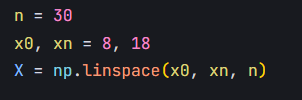 n = 30
x0, xn = 8, 18
X = np.linspace(x0, xn, n)